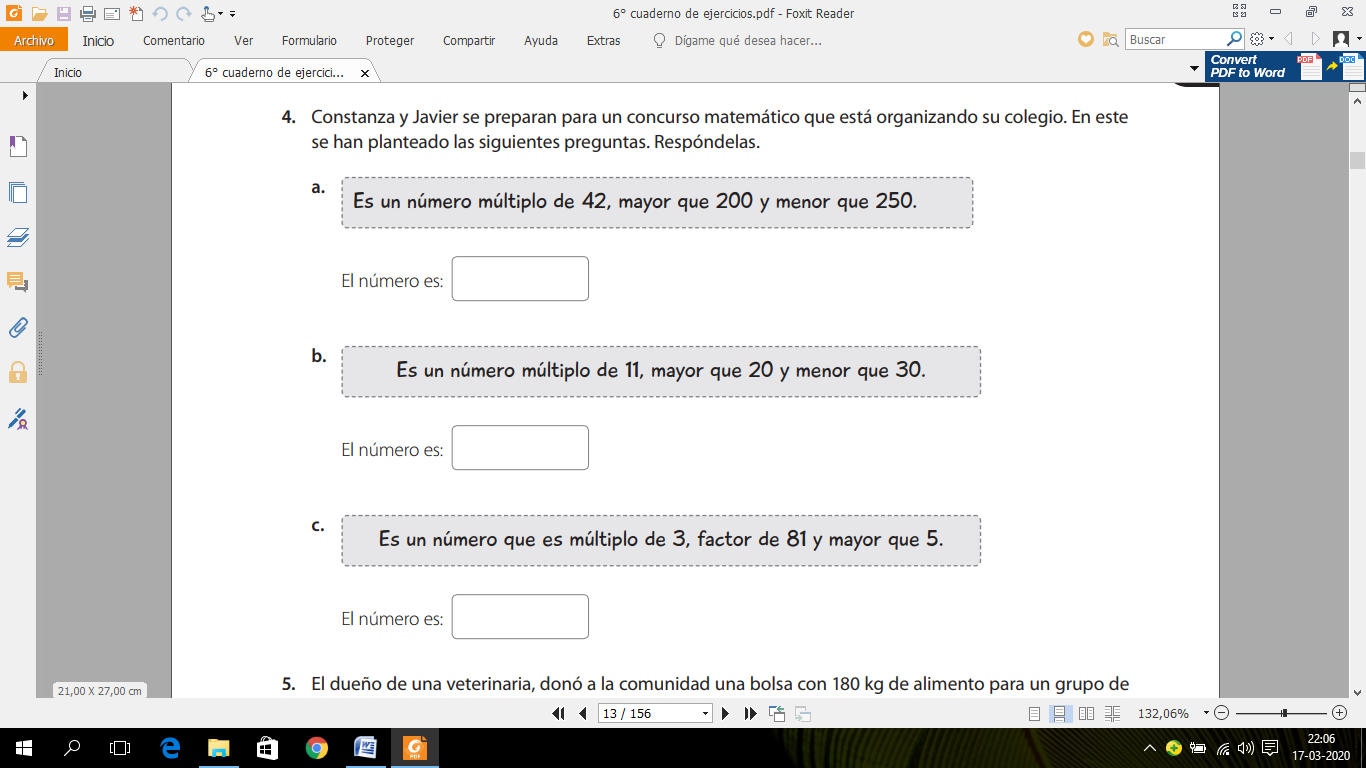 6° cuaderno de ejercicios.pdf - Foxit Reader
Archivo Inicio Comentario Ver Formulario Proteger Compartir Ayuda Extras Dígame qué desea hacer... Buscar
Inicio 6° cuaderno de ejercici... Convert PDF to Word PDF DOC
4. Constanza y Javier se preparan para un concurso matemático que está organizando su colegio. En este
se han planteado las siguientes preguntas. Respóndelas.
a. Es un número múltiplo de 42, mayor que 200 y menor que 250.
El número es:
b. Es un número múltiplo de 11, mayor que 20 y menor que 30.
El número es:
c. Es un número que es múltiplo de 3, factor de 81 y mayor que 5.
El número es:
5. El dueño de una veterinaria, donó a la comunidad una bolsa con 180 kg de alimento para un grupo de
21,00 X 27,00 cm
13 / 156 132,06%
22:06
17-03-2020